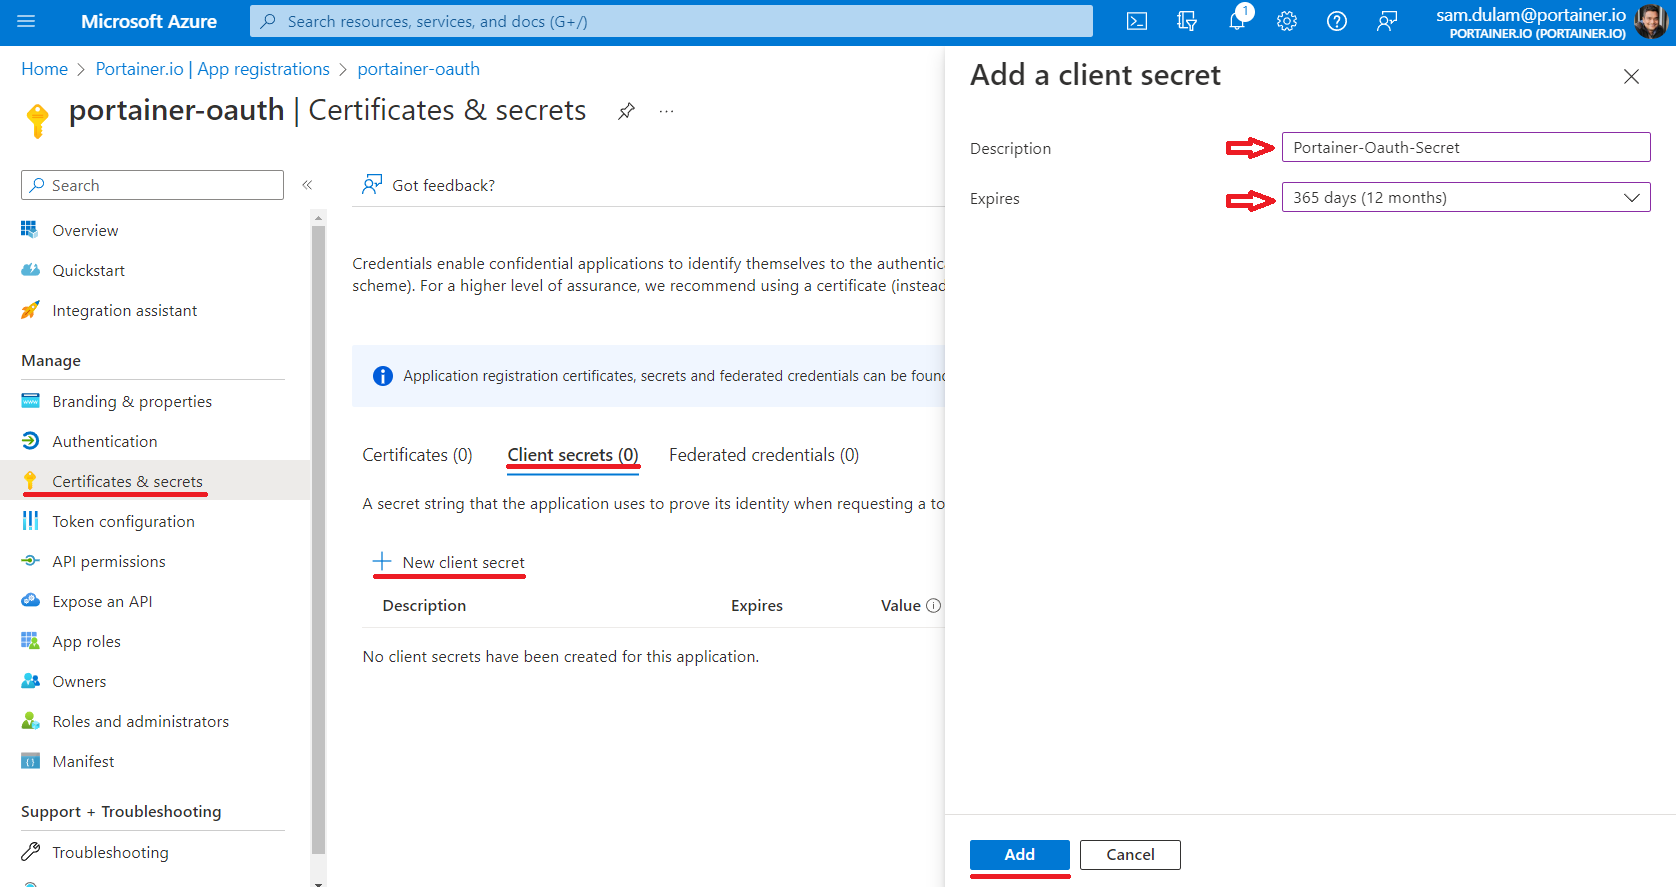 Microsoft Azure
Search resources, services, and docs (G+/)
1
sam.dulam@portainer.io
PORTAINER.IO (PORTAINER.IO)
Home > Portainer.io | App registrations > portainer-oauth
portainer-oauth | Certificates & secrets
...
Search
«
Overview
Quickstart
Integration assistant
Manage
Branding & properties
Authentication
Certificates & secrets
Token configuration
API permissions
Expose an API
App roles
Owners
Roles and administrators
Manifest
Support + Troubleshooting
Troubleshooting
Got feedback?
Credentials enable confidential applications to identify themselves to the authentic
scheme). For a higher level of assurance, we recommend using a certificate (instead
Application registration certificates, secrets and federated credentials can be found
Certificates (0)
Client secrets (0)
Federated credentials (0)
A secret string that the application uses to prove its identity when requesting a to
New client secret
Description
Expires
Value
No client secrets have been created for this application.
Add a client secret
Description
Portainer-Oauth-Secret
Expires
365 days (12 months)
Add
Cancel